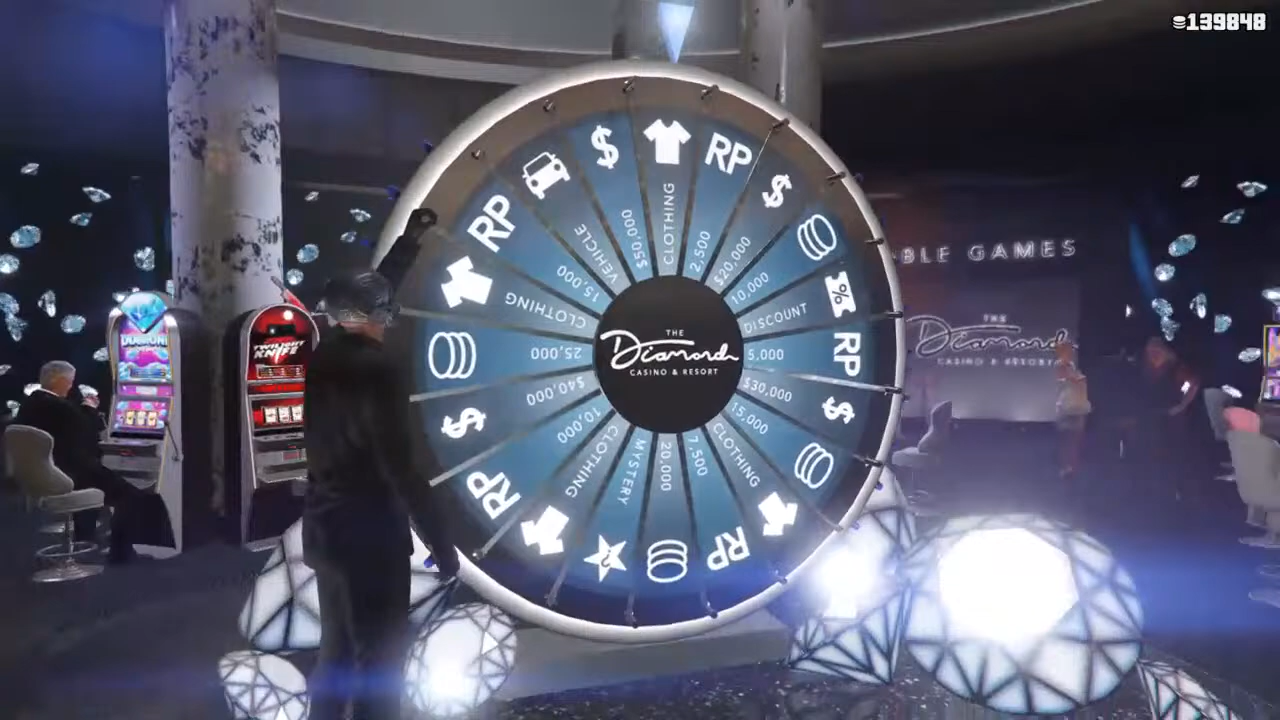 139848
$
RP
$
RP
2,500
$20,000
10,000
DISCOUNT
%
5,000
RP
$30,000
$
15,000
CLOTHING
7,500
RP
20,000
MYSTERY
?
CLOTHING
10,000
RP
$40,000
$
25,000
CLOTHING
15,000
RP
VEHICLE
$50,000
CLOTHING
THE
Diamond
CASINO & RESORT
BLE GAMES
THE
Diamond
CASINO & RESORT
TWILIGHT
KNIFE